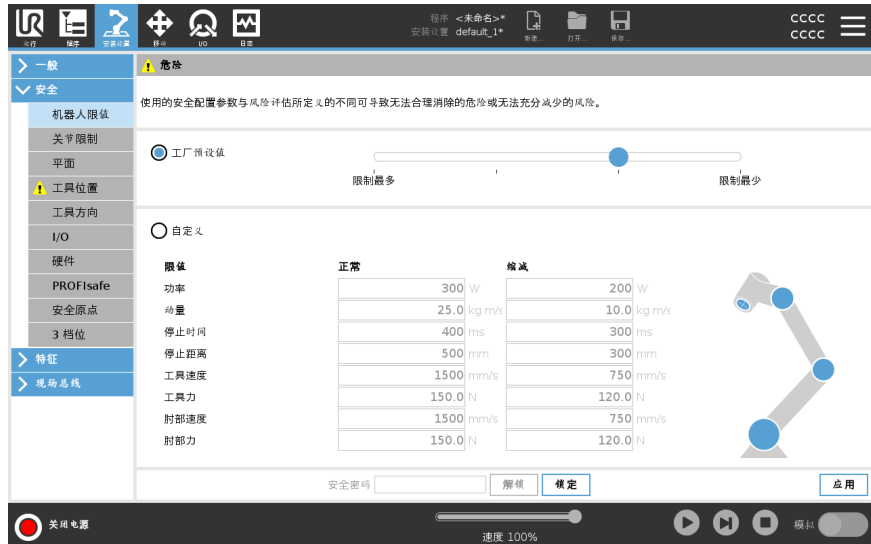 程序 <未命名>*
安装设置 default_1*
新建...
打开...
保存...
cccc
cccc
运行
程序
安装设置
移动
I/O
日志
一般
安全
机器人限值
关节限制
平面
工具位置
工具方向
I/O
硬件
PROFIsafe
安全原点
3 档位
特征
现场总线
危险
使用的安全配置参数与风险评估所定义的不同可导致无法合理消除的危险或无法充分减少的风险。
工厂预设值
限制最多 限制最少
自定义
限值 正常 缩减
功率 300 W 200 W
动量 25.0 kg m/s 10.0 kg m/s
停止时间 400 ms 300 ms
停止距离 500 mm 300 mm
工具速度 1500 mm/s 750 mm/s
工具力 150.0 N 120.0 N
肘部速度 1500 mm/s 750 mm/s
肘部力 150.0 N 120.0 N
安全密码 解锁 锁定 应用
关闭电源
速度 100%
模拟